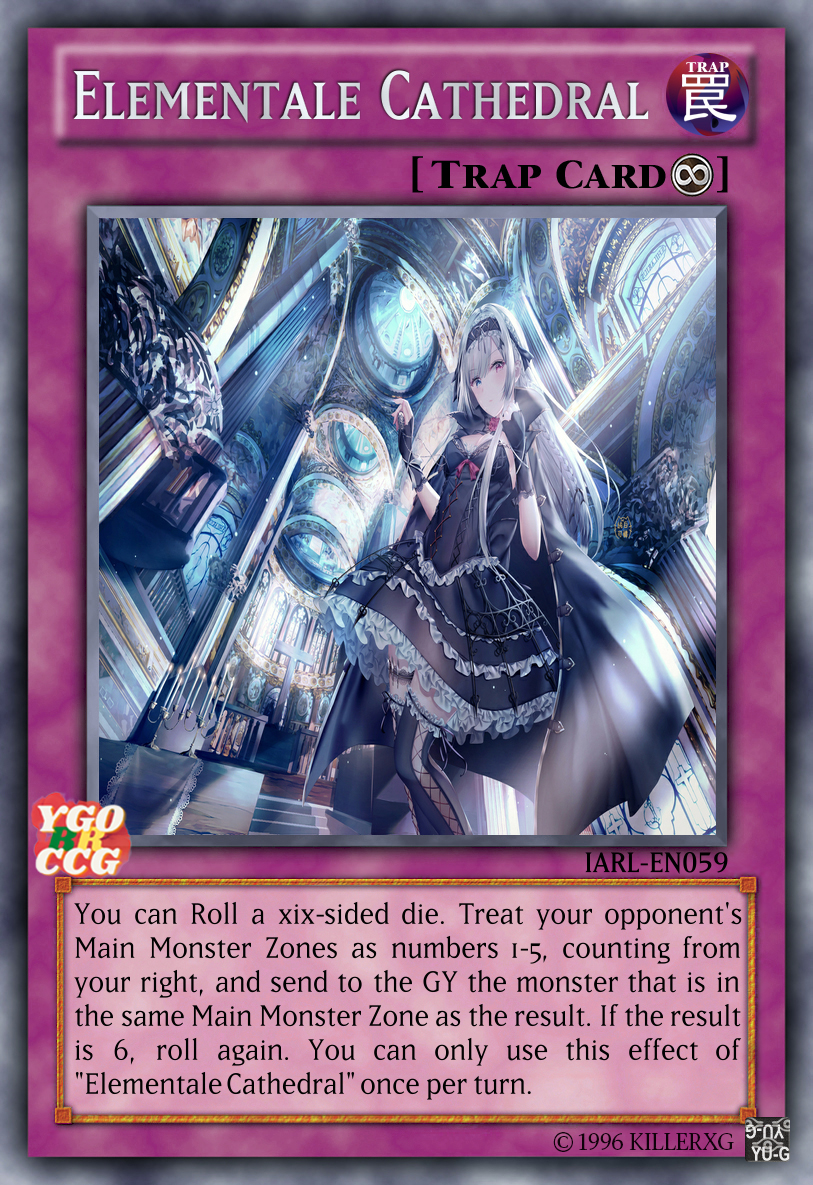 Elementale Cathedral
TRAP
罠
[Trap Card∞]
YGO
BR
CCG
IARL-EN059
You can Roll a xix-sided die. Treat your opponent's
Main Monster Zones as numbers 1-5, counting from
your right, and send to the GY the monster that is in
the same Main Monster Zone as the result. If the result
is 6, roll again. You can only use this effect of
"Elementale Cathedral" once per turn.
© 1996 KILLERXG
YU-G
YU-G